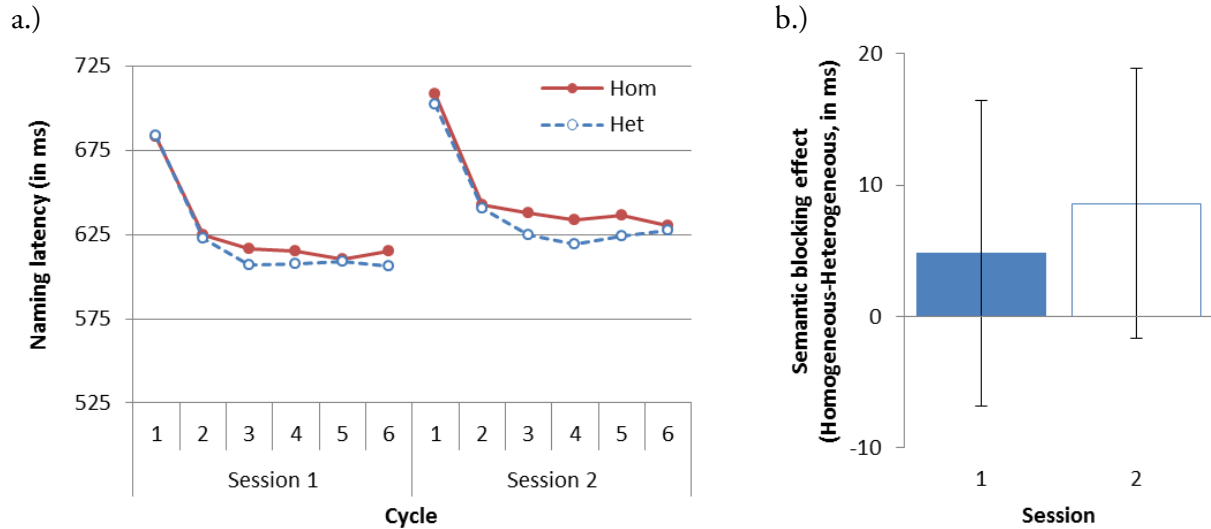 a.)
Naming latency (in ms)
725
675
625
575
525
Hom
Het
1 2 3 4 5 6 1 2 3 4 5 6
Session 1 Session 2
Cycle
b.)
Semantic blocking effect
(Homogeneous-Heterogeneous, in ms)
20
10
0
-10
1 2
Session